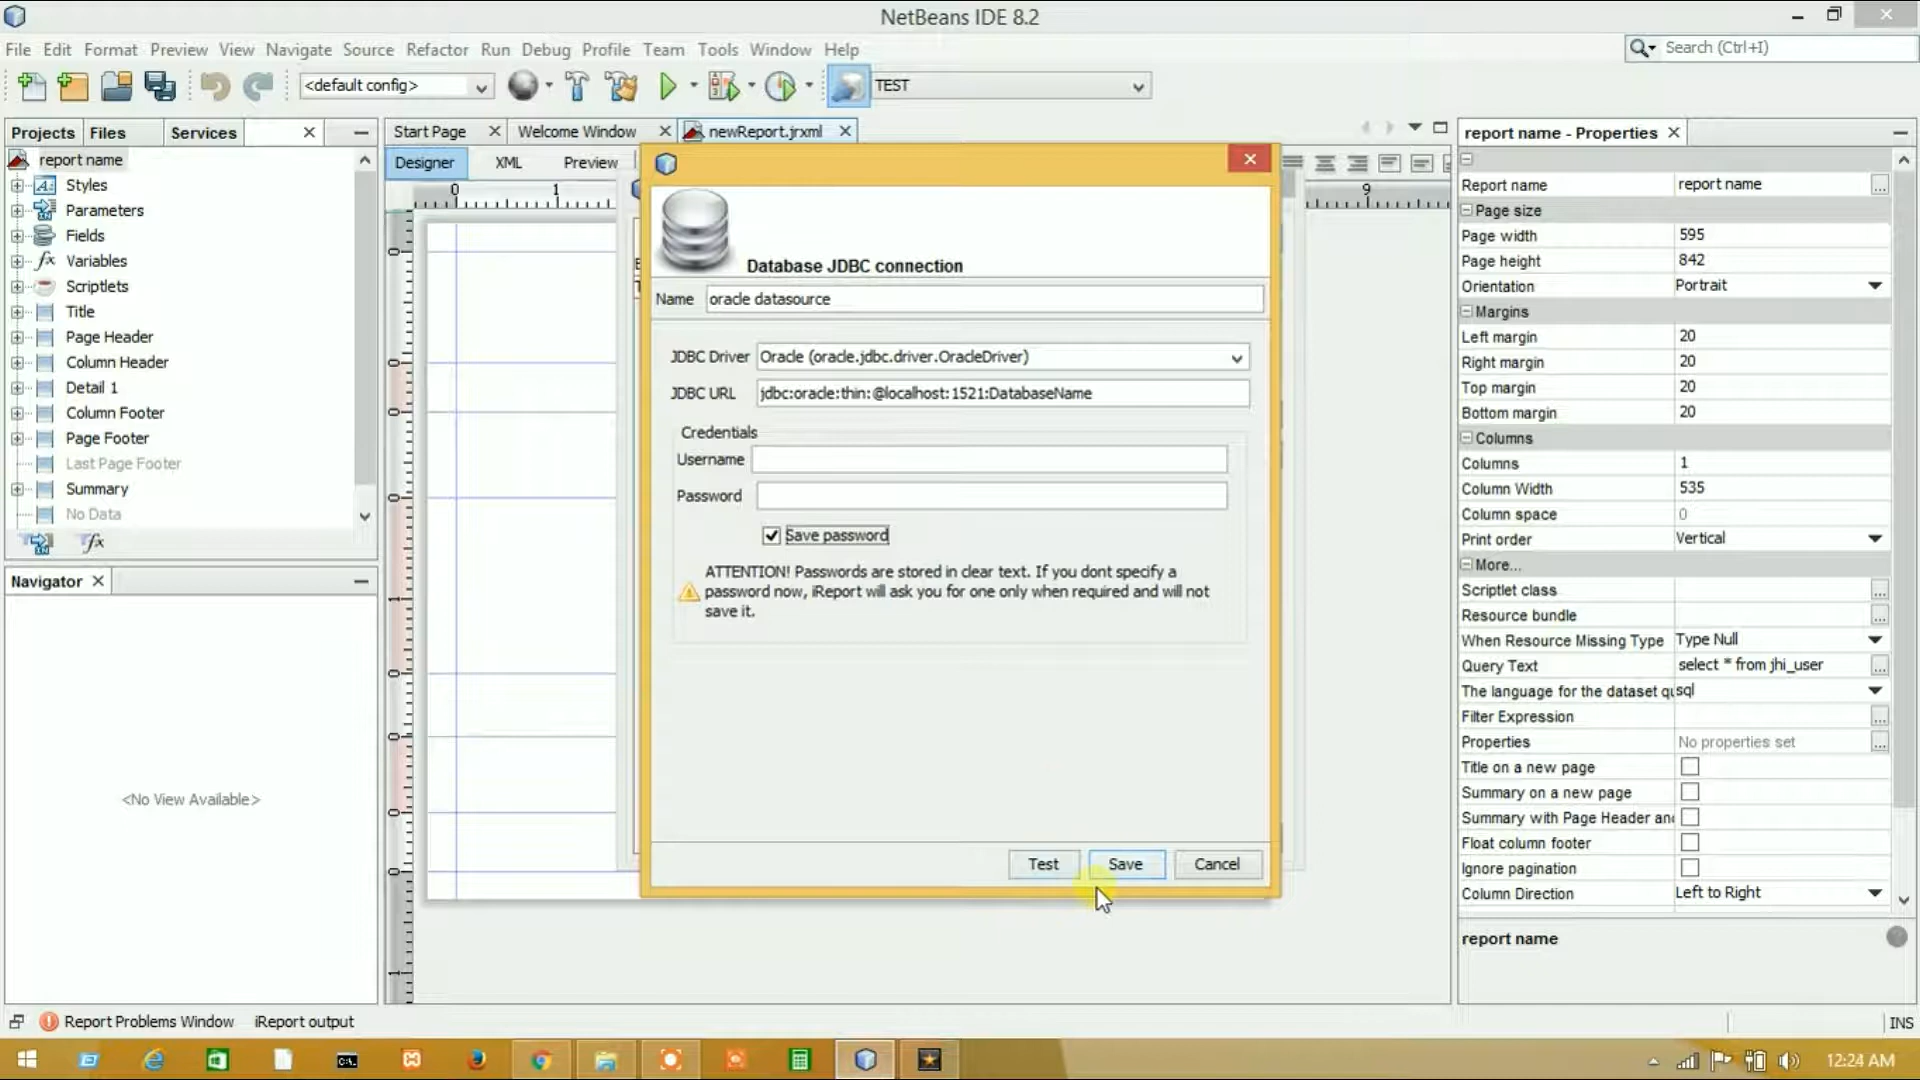 NetBeans IDE 8.2
File Edit Format Preview View Navigate Source Refactor Run Debug Profile Team Tools Window Help
Search (Ctrl+I)
<default config>
TEST
Projects Files Services
Start Page Welcome Window newReport.jrxml
report name - Properties
report name
Styles
Parameters
Fields
Variables
Scriptlets
Title
Page Header
Column Header
Detail 1
Column Footer
Page Footer
Last Page Footer
Summary
No Data
Navigator
<No View Available>
Designer XML Preview
0 1 9
Database JDBC connection
Name oracle datasource
JDBC Driver Oracle (oracle.jdbc.driver.OracleDriver)
JDBC URL jdbc:oracle:thin:@localhost:1521:DatabaseName
Credentials
Username
Password
Save password
ATTENTION! Passwords are stored in clear text. If you dont specify a
password now, iReport will ask you for one only when required and will not
save it.
Test Save Cancel
Report name report name
Page size
Page width 595
Page height 842
Orientation Portrait
Margins
Left margin 20
Right margin 20
Top margin 20
Bottom margin 20
Columns
Columns 1
Column Width 535
Column space 0
Print order Vertical
More...
Scriptlet class
Resource bundle
When Resource Missing Type Type Null
Query Text select * from jhi_user
The language for the dataset qu sql
Filter Expression
Properties No properties set
Title on a new page
Summary on a new page
Summary with Page Header and
Float column footer
Ignore pagination
Column Direction Left to Right
report name
Report Problems Window iReport output
INS
12:24 AM